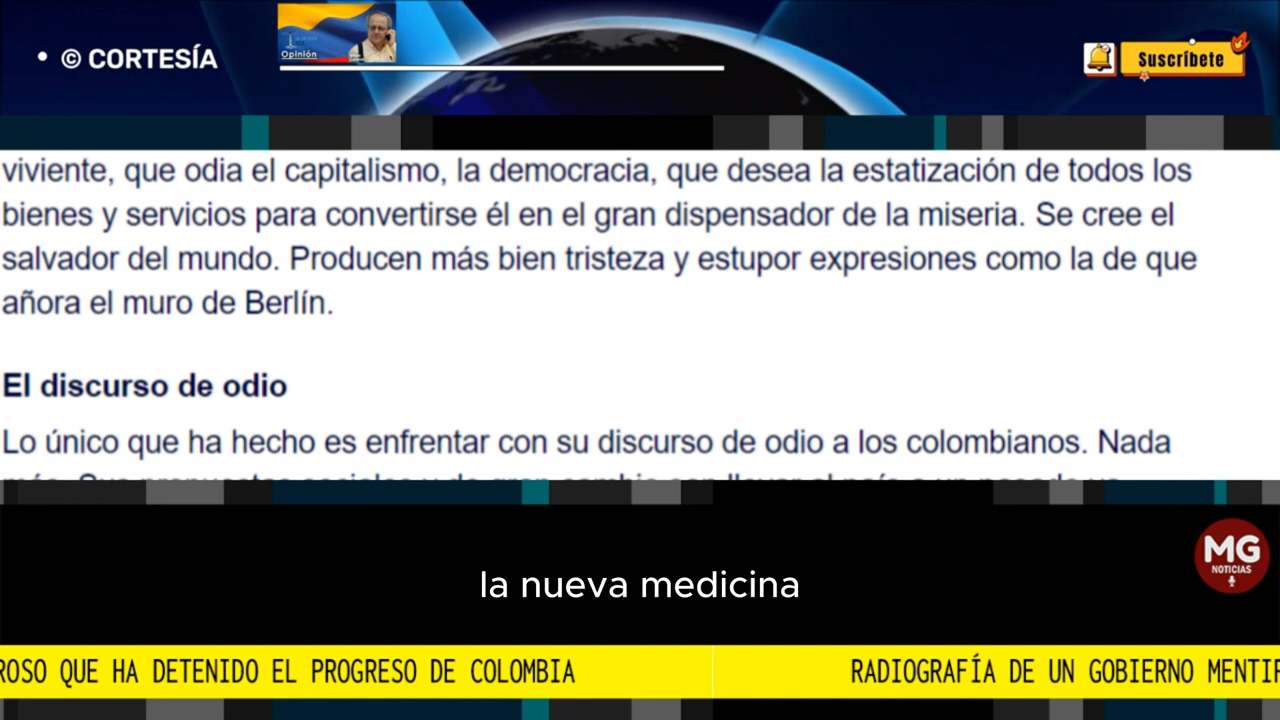 • © CORTESÍA
Opinión
Suscríbete
viviente, que odia el capitalismo, la democracia, que desea la estatización de todos los
bienes y servicios para convertirse él en el gran dispensador de la miseria. Se cree el
salvador del mundo. Producen más bien tristeza y estupor expresiones como la de que
añora el muro de Berlín.
El discurso de odio
Lo único que ha hecho es enfrentar con su discurso de odio a los colombianos. Nada
MG
NOTICIAS
la nueva medicina
ROSO QUE HA DETENIDO EL PROGRESO DE COLOMBIA RADIOGRAFÍA DE UN GOBIERNO MENTIR